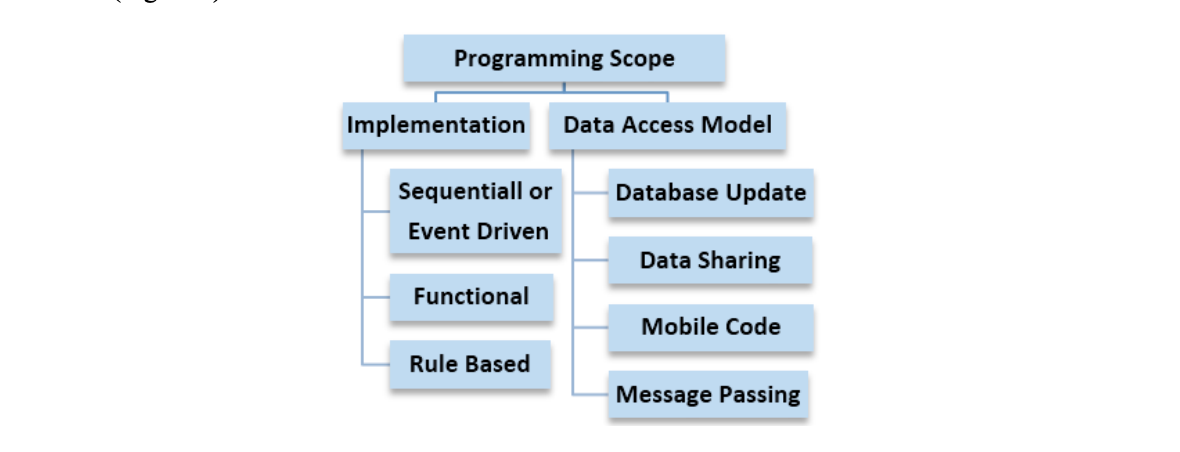 Programming Scope
Implementation
Data Access Model
Sequentiall or
Event Driven
Functional
Rule Based
Database Update
Data Sharing
Mobile Code
Message Passing